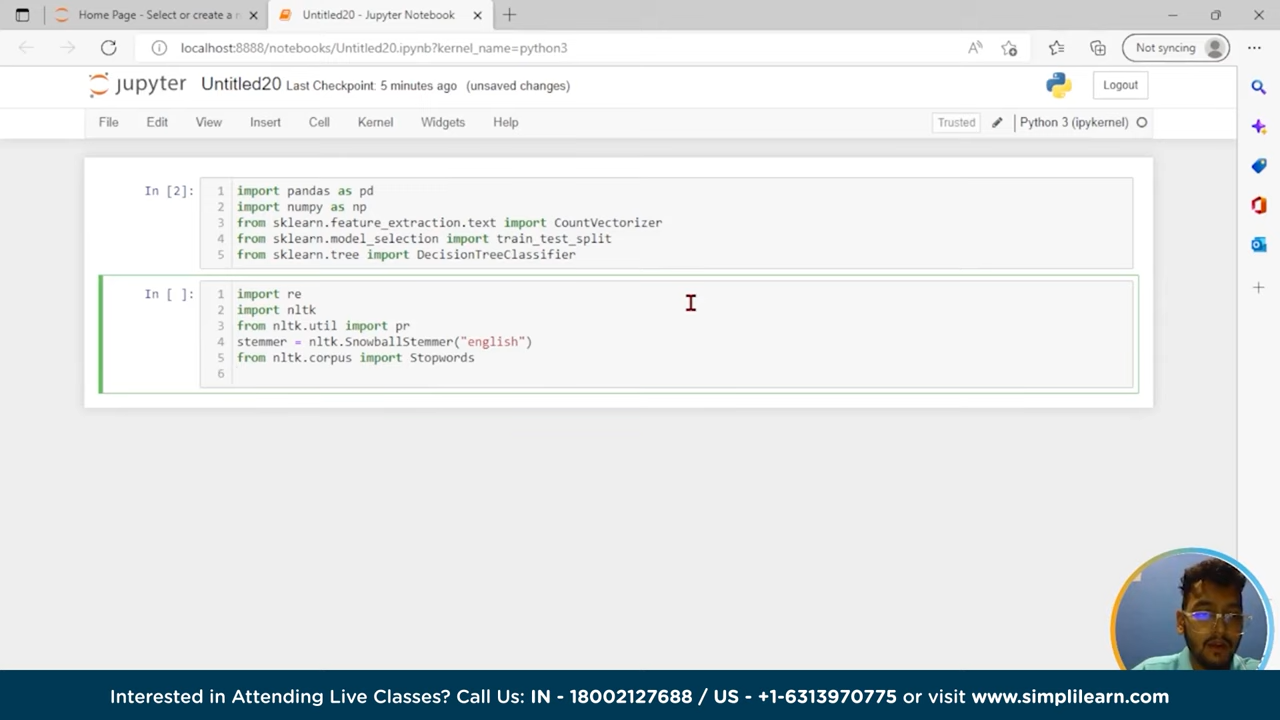 Home Page - Select or create a n
Untitled20 - Jupyter Notebook
localhost:8888/notebooks/Untitled20.ipynb?kernel_name=python3
Not syncing
jupyter Untitled20 Last Checkpoint: 5 minutes ago (unsaved changes)
Logout
File Edit View Insert Cell Kernel Widgets Help
Trusted
Python 3 (ipykernel)
In [2]:
1 import pandas as pd
2 import numpy as np
3 from sklearn.feature_extraction.text import CountVectorizer
4 from sklearn.model_selection import train_test_split
5 from sklearn.tree import DecisionTreeClassifier
In [ ]:
1 import re
2 import nltk
3 from nltk.util import pr
4 stemmer = nltk.SnowballStemmer("english")
5 from nltk.corpus import Stopwords
6
Interested in Attending Live Classes? Call Us: IN - 18002127688 / US - +1-6313970775 or visit www.simplilearn.com